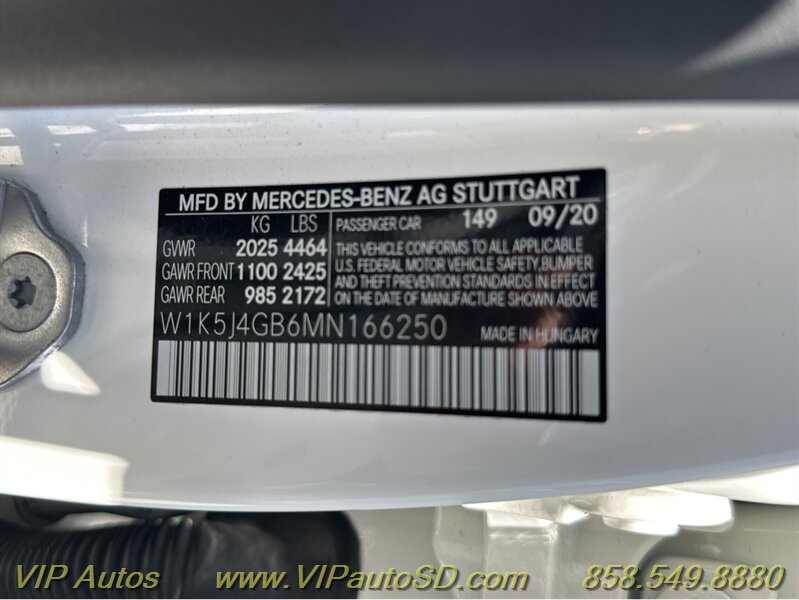 MFD BY MERCEDES-BENZ AG STUTTGART
KG LBS PASSENGER CAR 149 09/20
GVWR 2025 4464
GAWR FRONT 1100 2425
GAWR REAR 985 2172
THIS VEHICLE CONFORMS TO ALL APPLICABLE
U.S. FEDERAL MOTOR VEHICLE SAFETY, BUMPER
AND THEFT PREVENTION STANDARDS IN EFFECT
ON THE DATE OF MANUFACTURE SHOWN ABOVE
W1K5J4GB6MN166250 MADE IN HUNGARY
VIP Autos www.VIPautoSD.com 858.549.8880